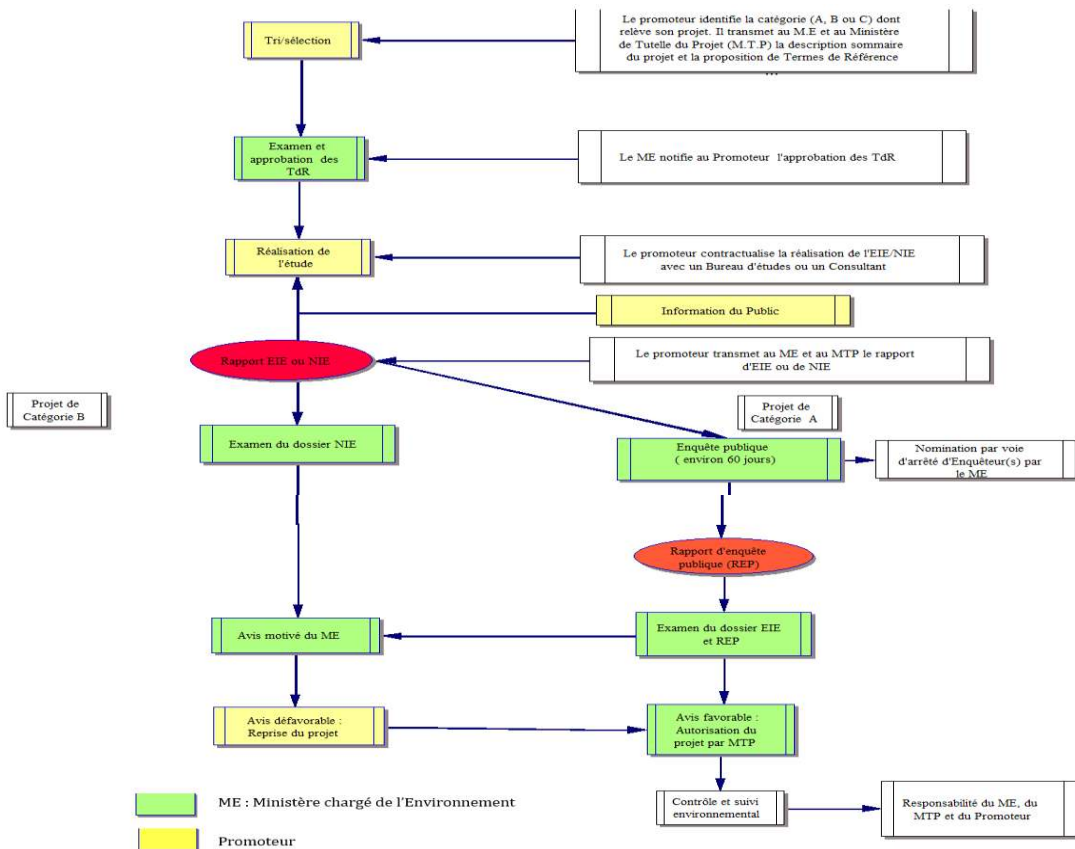 Le promoteur identifie la catégorie (A, B ou C) dont
relève son projet. Il transmet au M.E et au Ministère
de Tutelle du Projet (M.T.P) la description sommaire
du projet et la proposition de Termes de Référence
...
Tri/sélection
Examen et
approbation des
TdR
Le ME notifie au Promoteur l'approbation des TdR
Réalisation de
l'étude
Le promoteur contractualise la réalisation de l'EIE/NIE
avec un Bureau d'études ou un Consultant
Information du Public
Rapport EIE ou NIE
Le promoteur transmet au ME et au MTP le rapport
d'EIE ou de NIE
Projet de
Catégorie B
Projet de
Catégorie A
Examen du dossier NIE
Enquête publique
( environ 60 jours)
Nomination par voie
d'arrêté d'Enquêteur(s) par
le ME
Rapport d'enquête
publique (REP)
Avis motivé du ME
Examen du dossier EIE
et REP
Avis défavorable :
Reprise du projet
Avis favorable :
Autorisation du
projet par MTP
Contrôle et suivi
environnemental
Responsabilité du ME, du
MTP et du Promoteur
ME : Ministère chargé de l'Environnement
Promoteur